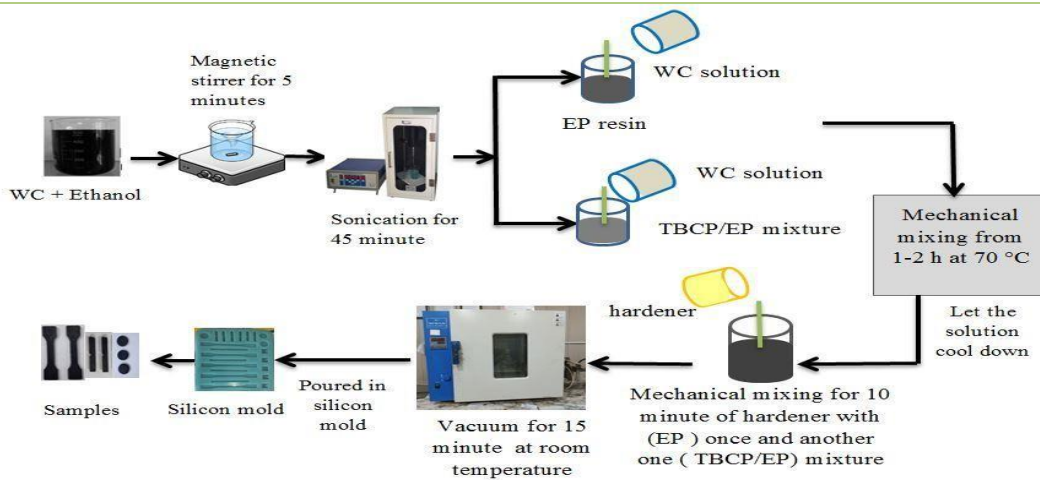 Magnetic
stirrer for 5
minutes
WC + Ethanol
Sonication for
45 minute
WC solution
EP resin
WC solution
TBCP/EP mixture
Mechanical
mixing from
1-2 h at 70 °C
Let the
solution
cool down
hardener
Mechanical mixing for 10
minute of hardener with
(EP ) once and another
one ( TBCP/EP) mixture
Vacuum for 15
minute at room
temperature
Poured in
silicon
mold
Silicon mold
Samples